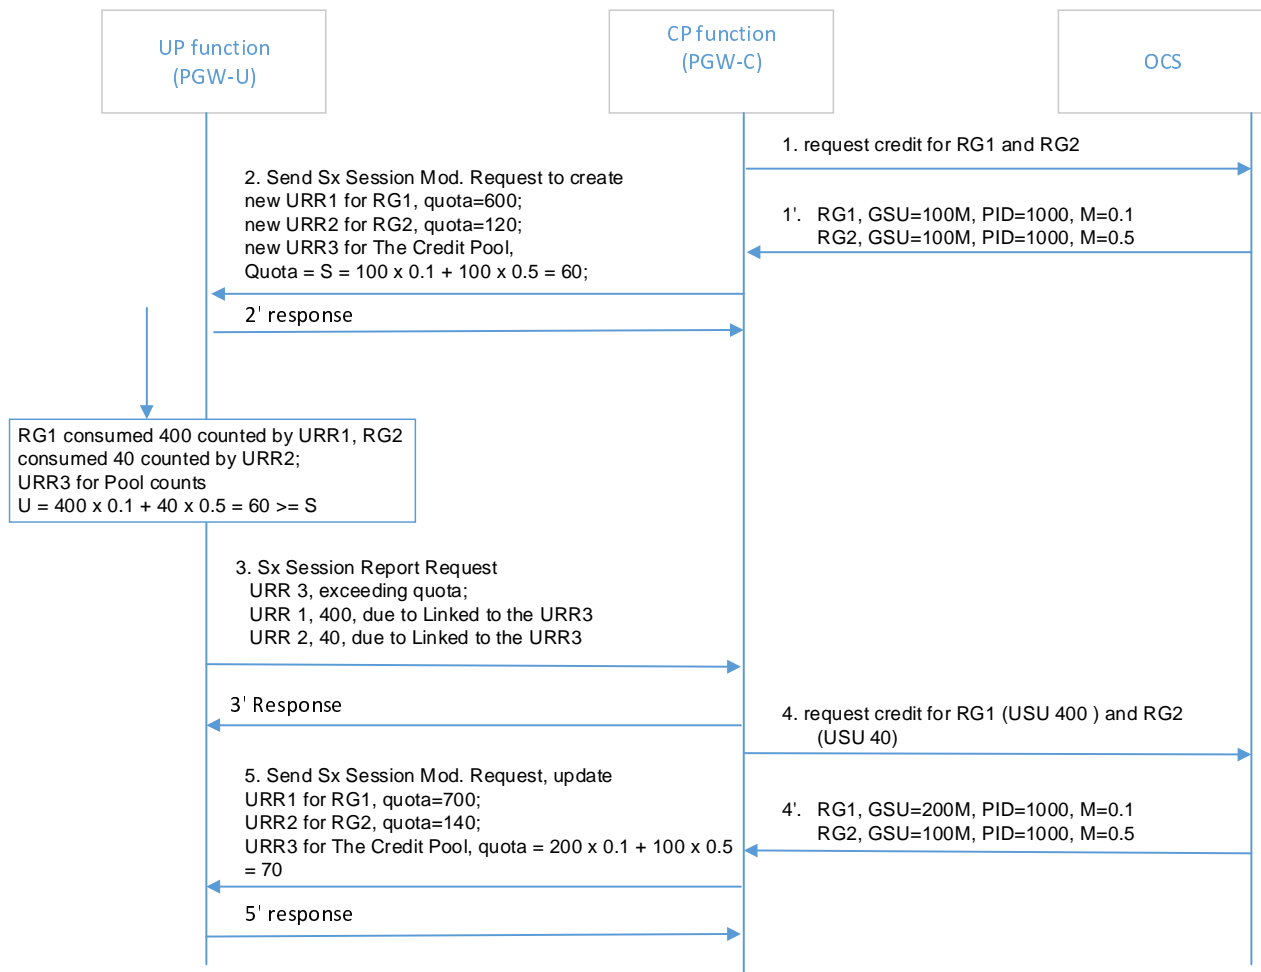 UP function
(PGW-U)
CP function
(PGW-C)
OCS
1. request credit for RG1 and RG2
2. Send Sx Session Mod. Request to create
new URR1 for RG1, quota=600;
new URR2 for RG2, quota=120;
new URR3 for The Credit Pool,
Quota = S = 100 x 0.1 + 100 x 0.5 = 60;
1'. RG1, GSU=100M, PID=1000, M=0.1
RG2, GSU=100M, PID=1000, M=0.5
2' response
RG1 consumed 400 counted by URR1, RG2
consumed 40 counted by URR2;
URR3 for Pool counts
U = 400 x 0.1 + 40 x 0.5 = 60 >= S
3. Sx Session Report Request
URR 3, exceeding quota;
URR 1, 400, due to Linked to the URR3
URR 2, 40, due to Linked to the URR3
3' Response
4. request credit for RG1 (USU 400 ) and RG2
(USU 40)
5. Send Sx Session Mod. Request, update
URR1 for RG1, quota=700;
URR2 for RG2, quota=140;
URR3 for The Credit Pool, quota = 200 x 0.1 + 100 x 0.5
= 70
4'. RG1, GSU=200M, PID=1000, M=0.1
RG2, GSU=100M, PID=1000, M=0.5
5' response